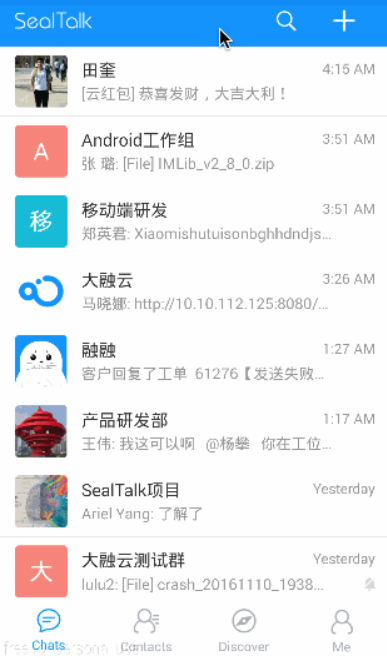 SealTalk
田奎 4:15 AM
[云红包] 恭喜发财，大吉大利！
A
Android工作组 3:51 AM
张 璐: [File] IMLib_v2_8_0.zip
移
移动端研发 3:51 AM
郑英君: Xiaomishutuisonbghhdndjs...
大融云 3:26 AM
马晓娜: http://10.10.112.125:8080/...
融融 1:27 AM
客户回复了工单 61276【发送失败...
产品研发部 1:17 AM
王伟: 我这可以啊 @杨攀 你在工位...
SealTalk项目 Yesterday
Ariel Yang: 了解了
大
大融云测试群 Yesterday
lulu2: [File] crash_20161110_1938...
Chats Contacts Discover Me